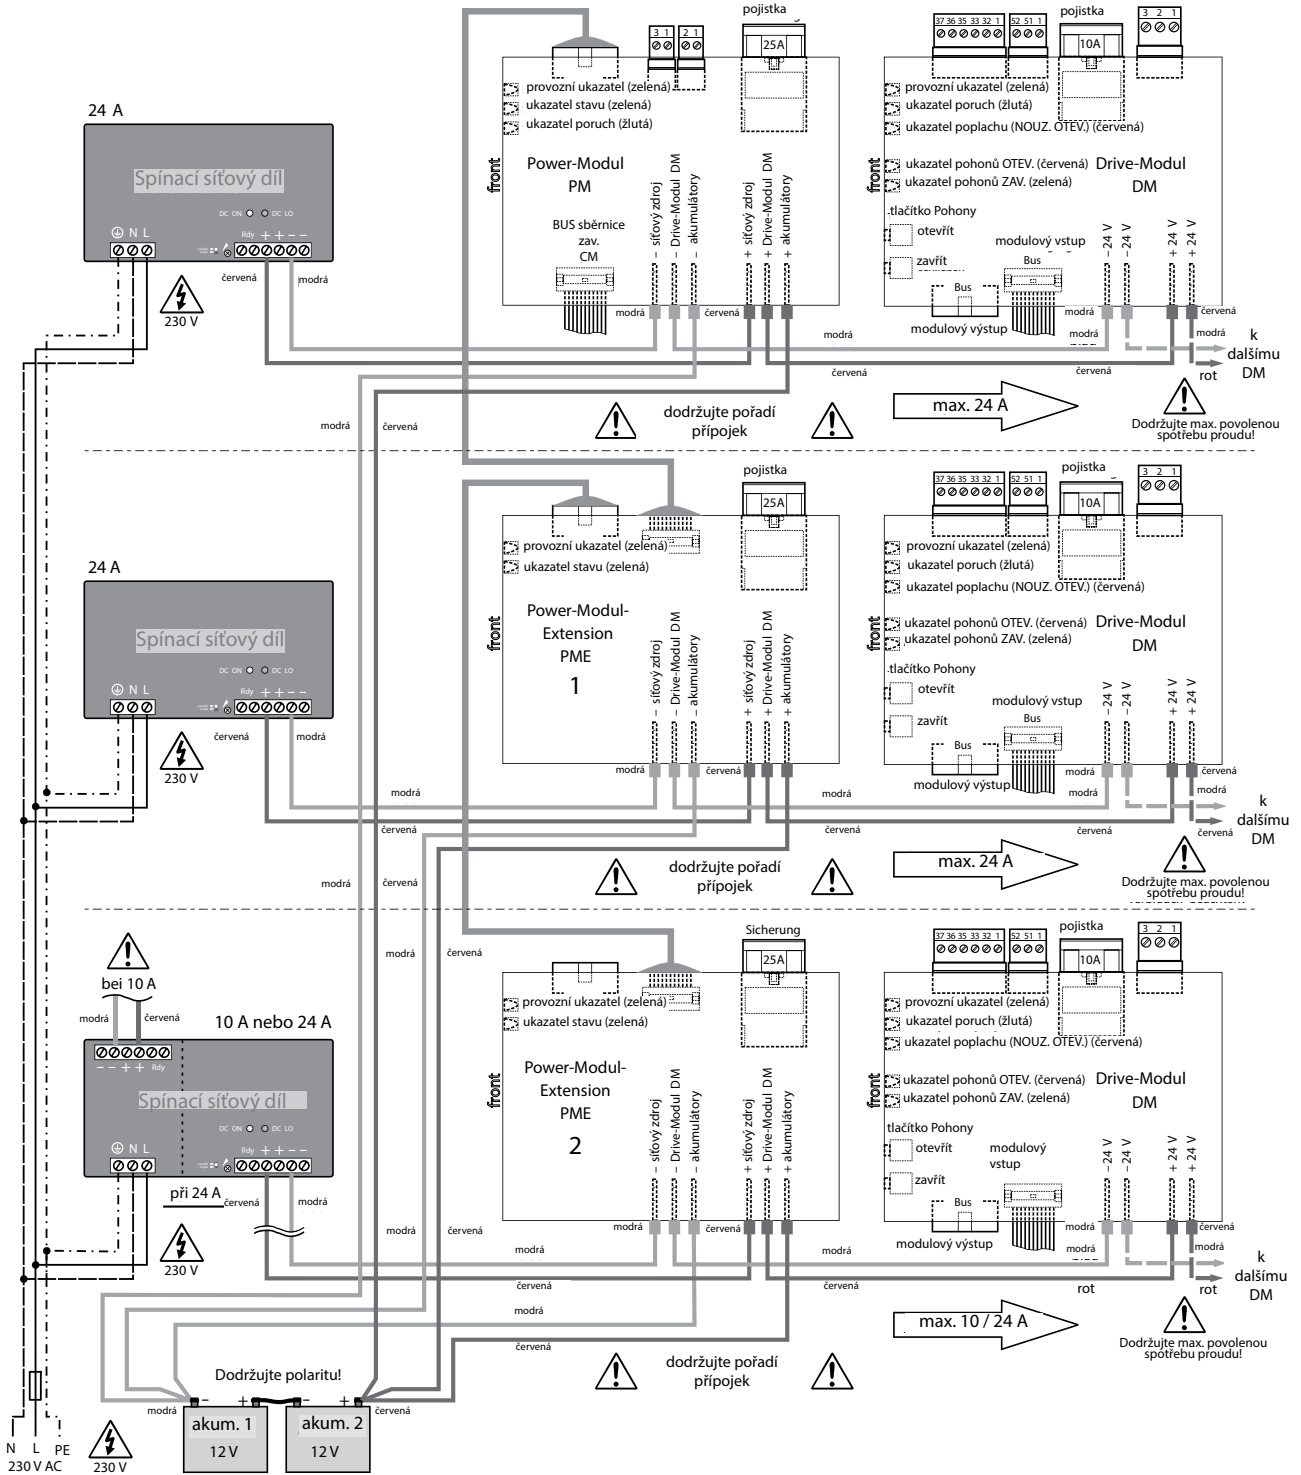 pojistka
3 1
2 1
25A
37 36 35 33 32 1
52 51 1
pojistka
10A
3 2 1
provozní ukazatel (zelená)
ukazatel stavu (zelená)
ukazatel poruch (žlutá)
front
Power-Modul
PM
BUS sběrnice
zav.
CM
− síťový zdroj
− Drive-Modul DM
− akumulátory
+ síťový zdroj
+ Drive-Modul DM
+ akumulátory
provozní ukazatel (zelená)
ukazatel poruch (žlutá)
ukazatel poplachu (NOUZ. OTEV.) (červená)
front
ukazatel pohonů OTEV. (červená)
ukazatel pohonů ZAV. (zelená)
Drive-Modul
DM
tlačítko Pohony
otevřít
zavřít
modulový vstup
Bus
Bus
modulový výstup
− 24 V
− 24 V
+ 24 V
+ 24 V
24 A
Spínací síťový díl
DC ON
DC LO
N L
Rdy + + − −
červená
modrá
230 V
modrá
červená
modrá
červená
modrá
modrá
červená
červená
modrá
rot
k
dalšímu
DM
modrá
červená
dodržujte pořadí
přípojek
max. 24 A
Dodržujte max. povolenou
spotřebu proudu!
pojistka
25A
37 36 35 33 32 1
52 51 1
pojistka
10A
3 2 1
provozní ukazatel (zelená)
ukazatel stavu (zelená)
front
Power-Modul-
Extension
PME
1
− síťový zdroj
− Drive-Modul DM
− akumulátory
+ síťový zdroj
+ Drive-Modul DM
+ akumulátory
provozní ukazatel (zelená)
ukazatel poruch (žlutá)
ukazatel poplachu (NOUZ. OTEV.) (červená)
front
ukazatel pohonů OTEV. (červená)
ukazatel pohonů ZAV. (zelená)
Drive-Modul
DM
tlačítko Pohony
otevřít
zavřít
modulový vstup
Bus
Bus
modulový výstup
− 24 V
− 24 V
+ 24 V
+ 24 V
24 A
Spínací síťový díl
DC ON
DC LO
N L
Rdy + + − −
červená
modrá
230 V
modrá
červená
modrá
červená
modrá
červená
modrá
modrá
červená
červená
modrá
červená
k
dalšímu
DM
modrá
červená
dodržujte pořadí
přípojek
max. 24 A
Dodržujte max. povolenou
spotřebu proudu!
Sicherung
25A
37 36 35 33 32 1
52 51 1
pojistka
10A
3 2 1
modrá
červená
provozní ukazatel (zelená)
ukazatel stavu (zelená)
front
Power-Modul-
Extension
PME
2
− síťový zdroj
− Drive-Modul DM
− akumulátory
+ síťový zdroj
+ Drive-Modul DM
+ akumulátory
provozní ukazatel (zelená)
ukazatel poruch (žlutá)
ukazatel poplachu (NOUZ. OTEV.) (červená)
front
ukazatel pohonů OTEV. (červená)
ukazatel pohonů ZAV. (zelená)
Drive-Modul
DM
tlačítko Pohony
otevřít
zavřít
modulový
vstup
Bus
modulový výstup
− 24 V
− 24 V
+ 24 V
+ 24 V
bei 10 A
modrá
červená
10 A nebo 24 A
− − + + Rdy
Spínací síťový díl
DC ON
DC LO
N L
Rdy + + − −
při 24 A
červená
modrá
230 V
modrá
červená
modrá
červená
modrá
červená
modrá
červená
modrá
modrá
modrá
červená
rot
červená
modrá
rot
k
dalšímu
DM
modrá
červená
dodržujte pořadí
přípojek
max. 10 / 24 A
Dodržujte max. povolenou
spotřebu proudu!
Dodržujte polaritu!
modrá
− + − +
červená
akum. 1
12 V
akum. 2
12 V
N L PE
230 V AC
230 V